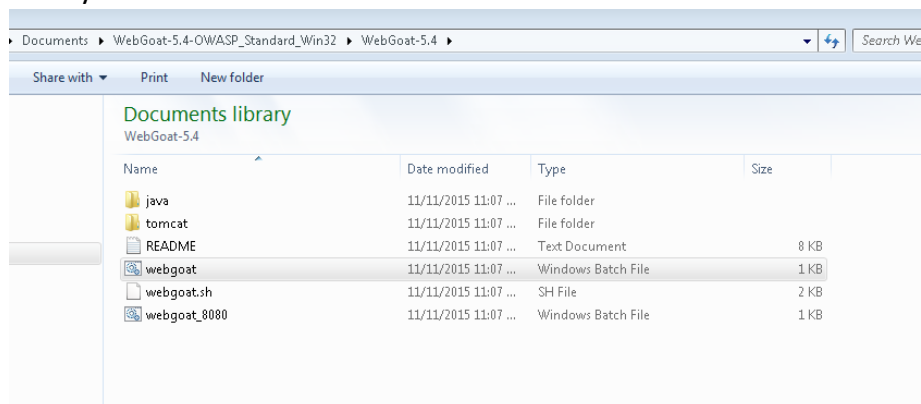 Documents WebGoat-5.4-OWASP_Standard_Win32 WebGoat-5.4 Search We
Share with Print New folder
Documents library
WebGoat-5.4
Name Date modified Type Size
java 11/11/2015 11:07 ... File folder
tomcat 11/11/2015 11:07 ... File folder
README 11/11/2015 11:07 ... Text Document 8 KB
webgoat 11/11/2015 11:07 ... Windows Batch File 1 KB
webgoat.sh 11/11/2015 11:07 ... SH File 2 KB
webgoat_8080 11/11/2015 11:07 ... Windows Batch File 1 KB